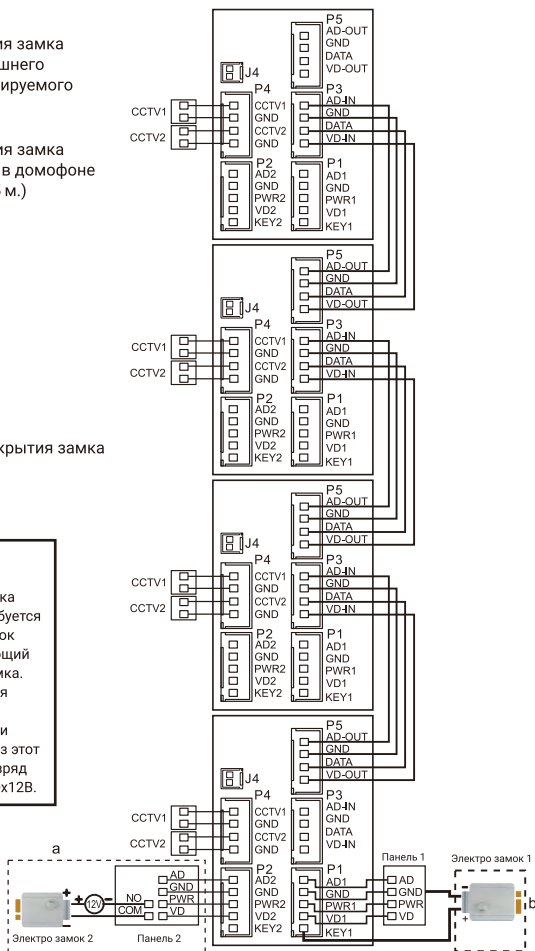 ия замка
шнего
ируемого
ия замка
в домофоне
м.)
крытия замка
ка
буется
ок
ющий
мка.
ия
и
з этот
зряд
х12В.
P5
AD-OUT
GND
DATA
VD-OUT
J4
P4
CCTV1
GND
CCTV2
GND
P3
AD-IN
GND
DATA
VD-IN
CCTV1
CCTV2
P2
AD2
GND
PWR2
VD2
KEY2
P1
AD1
GND
PWR1
VD1
KEY1
P5
AD-OUT
GND
DATA
VD-OUT
J4
P4
CCTV1
GND
CCTV2
GND
P3
AD-IN
GND
DATA
VD-IN
CCTV1
CCTV2
P2
AD2
GND
PWR2
VD2
KEY2
P1
AD1
GND
PWR1
VD1
KEY1
P5
AD-OUT
GND
DATA
VD-OUT
J4
P4
CCTV1
GND
CCTV2
GND
P3
AD-IN
GND
DATA
VD-IN
CCTV1
CCTV2
P2
AD2
GND
PWR2
VD2
KEY2
P1
AD1
GND
PWR1
VD1
KEY1
P5
AD-OUT
GND
DATA
VD-OUT
J4
P4
CCTV1
GND
CCTV2
GND
P3
AD-IN
GND
DATA
VD-IN
CCTV1
CCTV2
P2
AD2
GND
PWR2
VD2
KEY2
P1
AD1
GND
PWR1
VD1
KEY1
a
AD
GND
PWR
VD
+
12V
−
NO
COM
+
−
Электро замок 2
Панель 2
Панель 1
AD
GND
PWR
VD
Электро замок 1
−
+
b